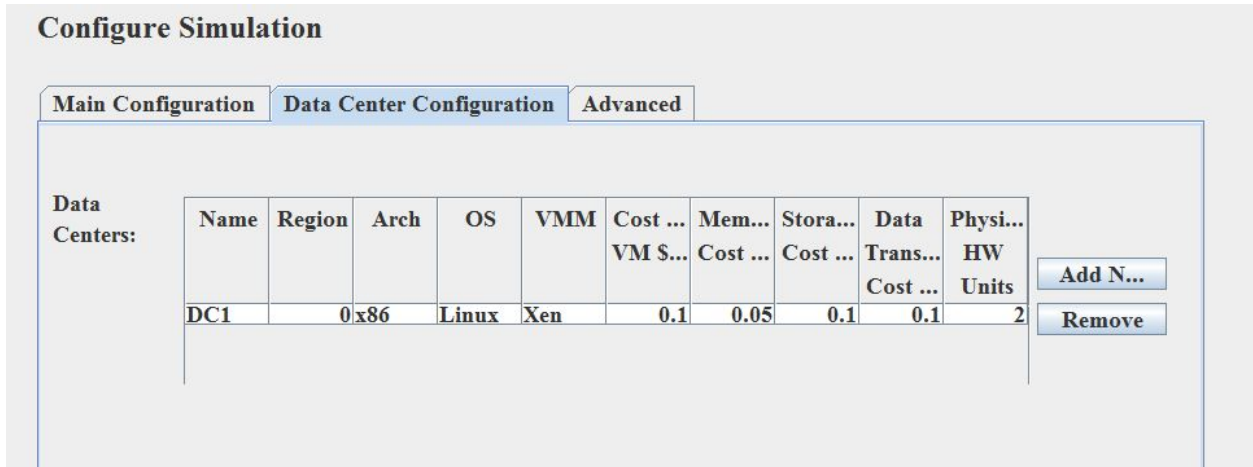 Configure Simulation
Main Configuration Data Center Configuration Advanced
Data
Centers:
Name Region Arch OS VMM Cost ... Mem... Stora... Data Physi...
VM $... Cost ... Cost ... Trans... HW
Cost ... Units
Add N...
DC1 0 x86 Linux Xen 0.1 0.05 0.1 0.1 2
Remove